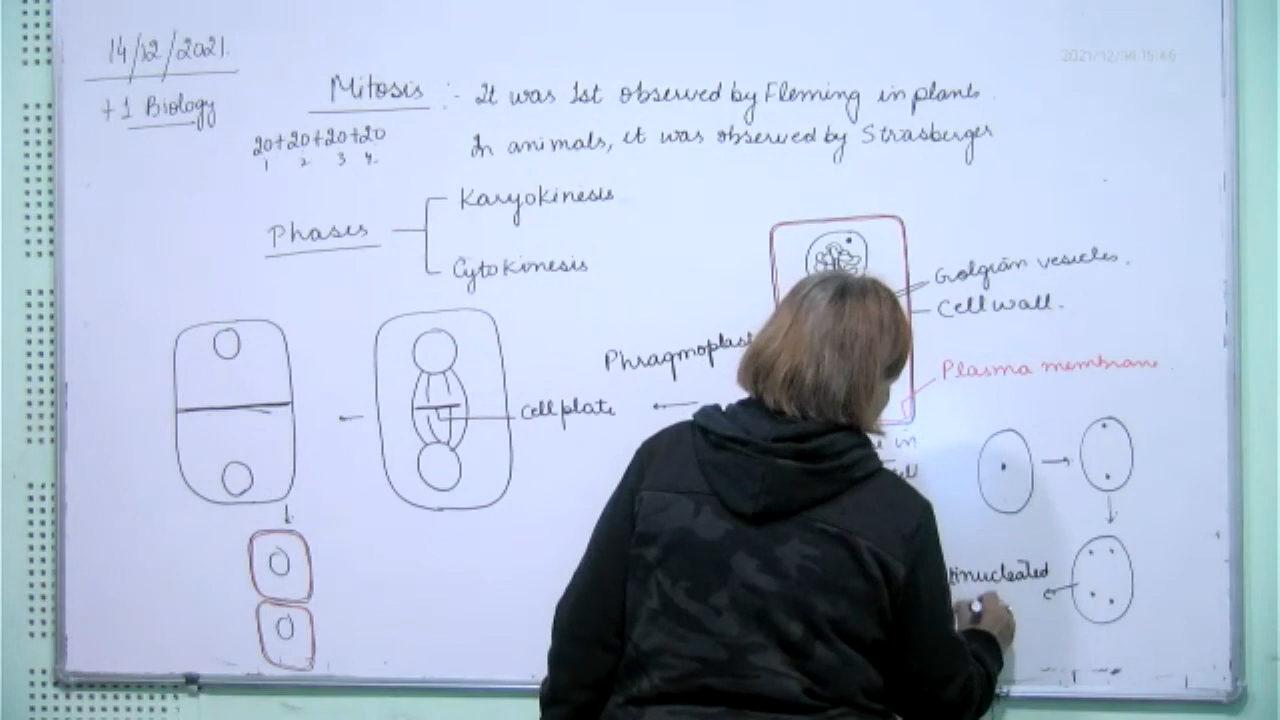 14/12/2021.
2021/12/14 15:46
+1 Biology
Mitosis :- It was 1st observed by Fleming in plants.
20+20+20+20
1 2 3 4
In animals, it was observed by Strasberger
Phases
Karyokinesis
Cytokinesis
Golgian vesicles.
Cell wall.
Phragmoplast
Plasma membrane
Cell plate
in